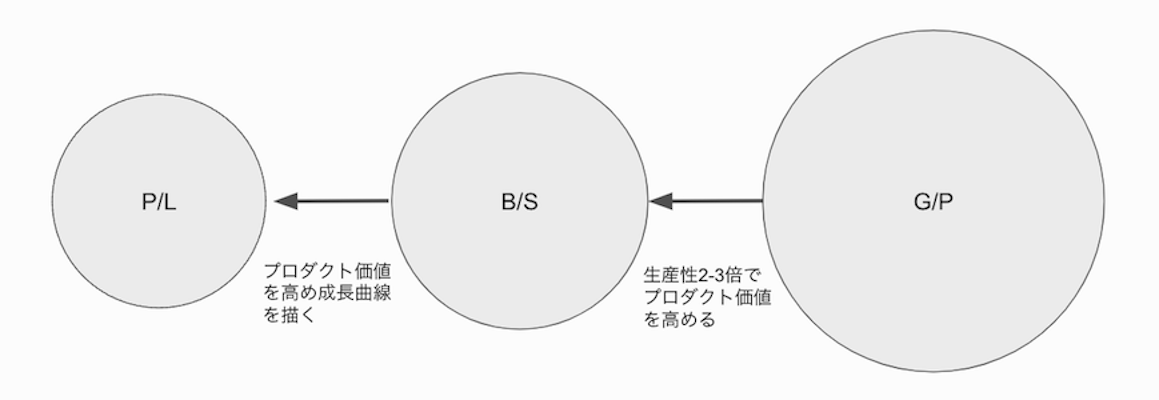 P/L
B/S
G/P
プロダクト価値
を高め成長曲線
を描く
生産性2-3倍で
プロダクト価値
を高める